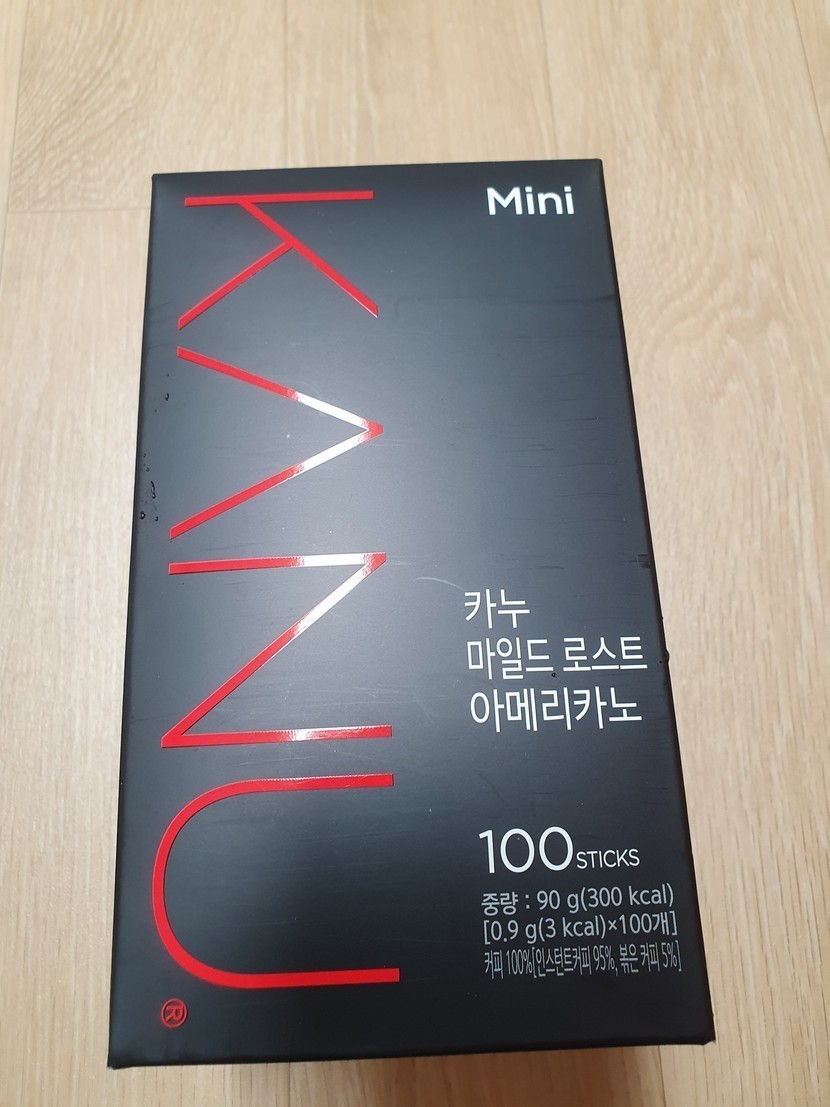 KANU®
Mini
카누
마일드 로스트
아메리카노
100 STICKS
중량 : 90 g(300 kcal)
[0.9 g(3 kcal)×100개]
커피 100%[인스턴트커피 95%, 볶은 커피 5%]